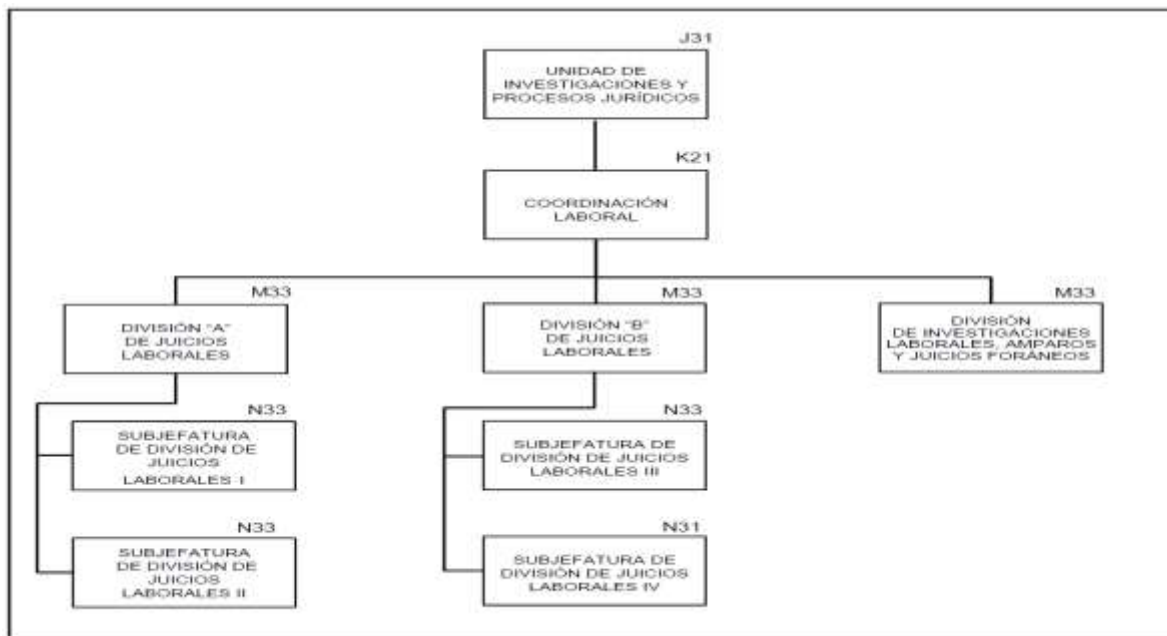 J31
UNIDAD DE
INVESTIGACIONES Y
PROCESOS JURÍDICOS
K21
COORDINACIÓN
LABORAL
M33
DIVISIÓN "A"
DE JUICIOS
LABORALES
M33
DIVISIÓN "B"
DE JUICIOS
LABORALES
M33
DIVISIÓN
DE INVESTIGACIONES
LABORALES, AMPAROS
Y JUICIOS FORÁNEOS
N33
SUBJEFATURA
DE DIVISIÓN DE
JUICIOS
LABORALES I
N33
SUBJEFATURA DE
DIVISIÓN DE JUICIOS
LABORALES III
N33
SUBJEFATURA
DE DIVISIÓN DE
JUICIOS
LABORALES II
N31
SUBJEFATURA DE
DIVISIÓN DE JUICIOS
LABORALES IV